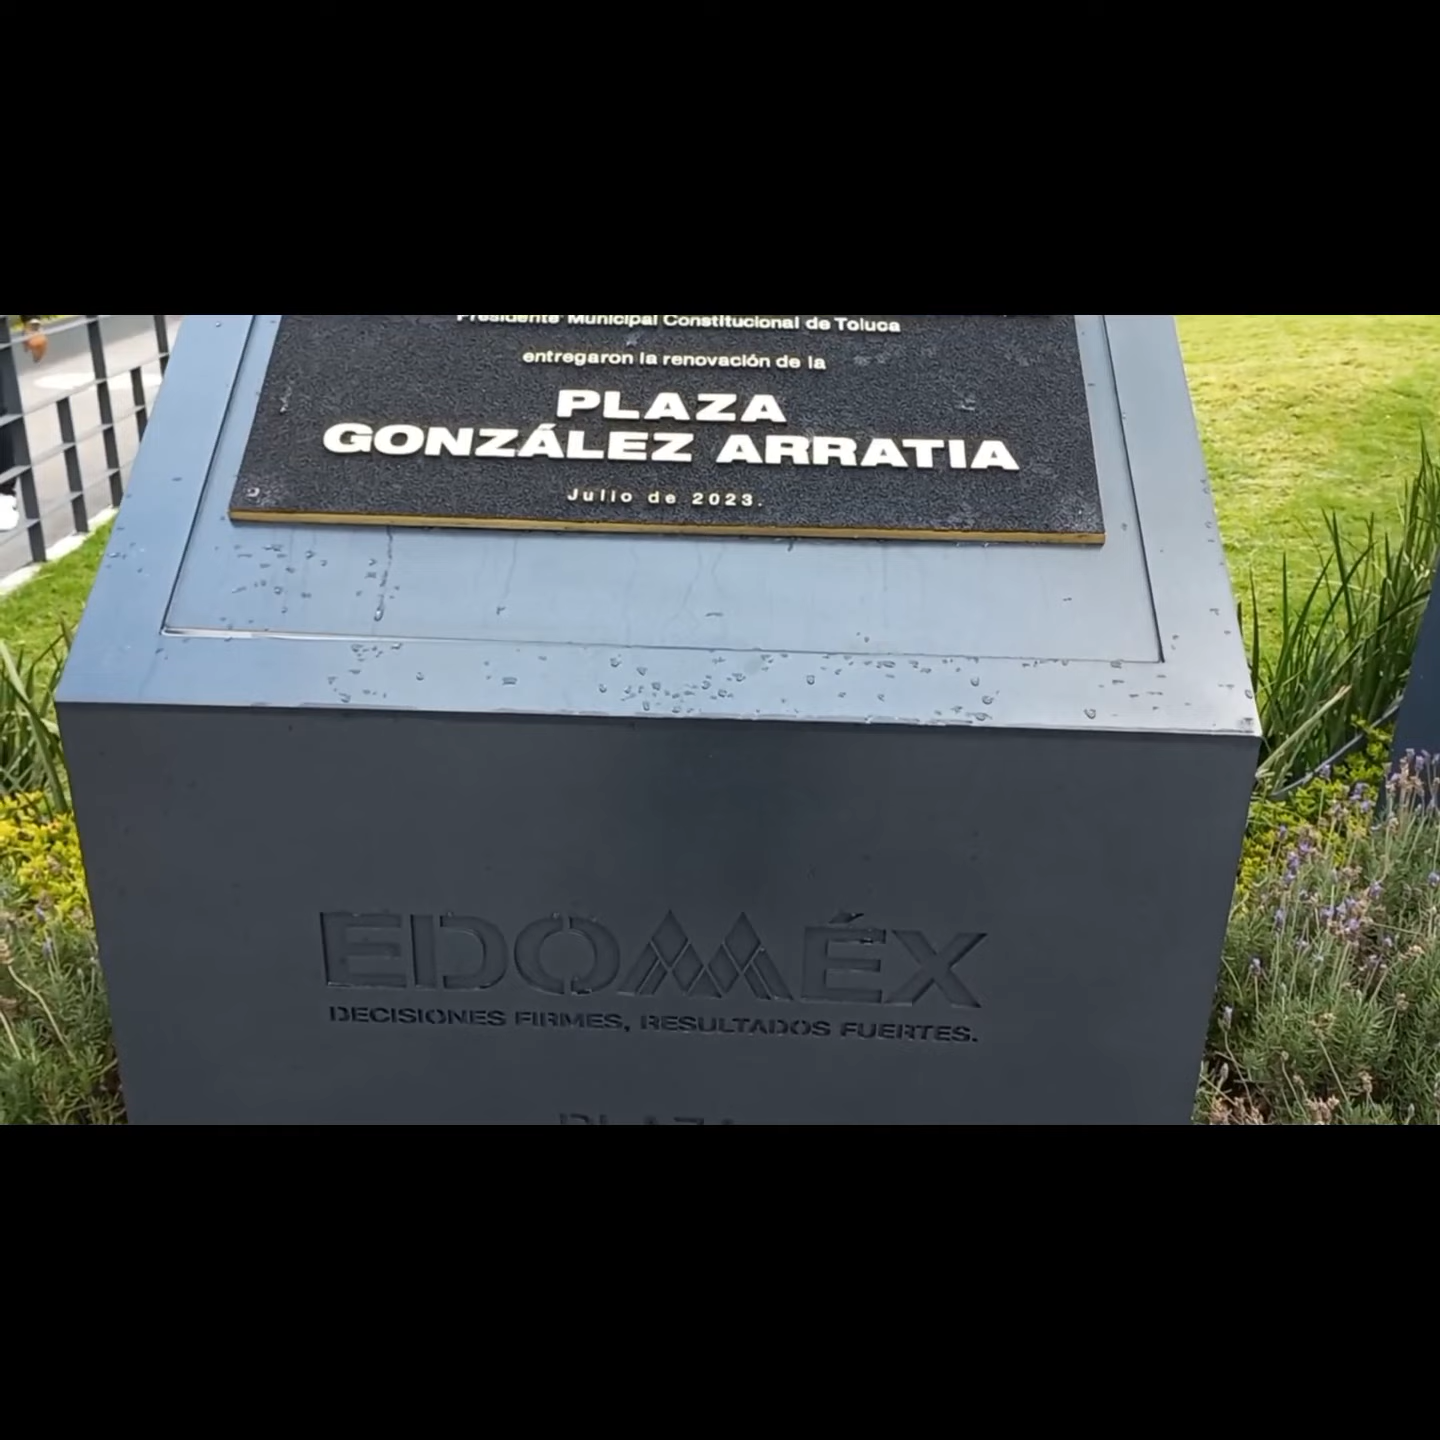 Presidente Municipal Constitucional de Toluca
entregaron la renovación de la
PLAZA
GONZÁLEZ ARRATIA
Julio de 2023.
EDOMÉX
DECISIONES FIRMES, RESULTADOS FUERTES.
PLAZA